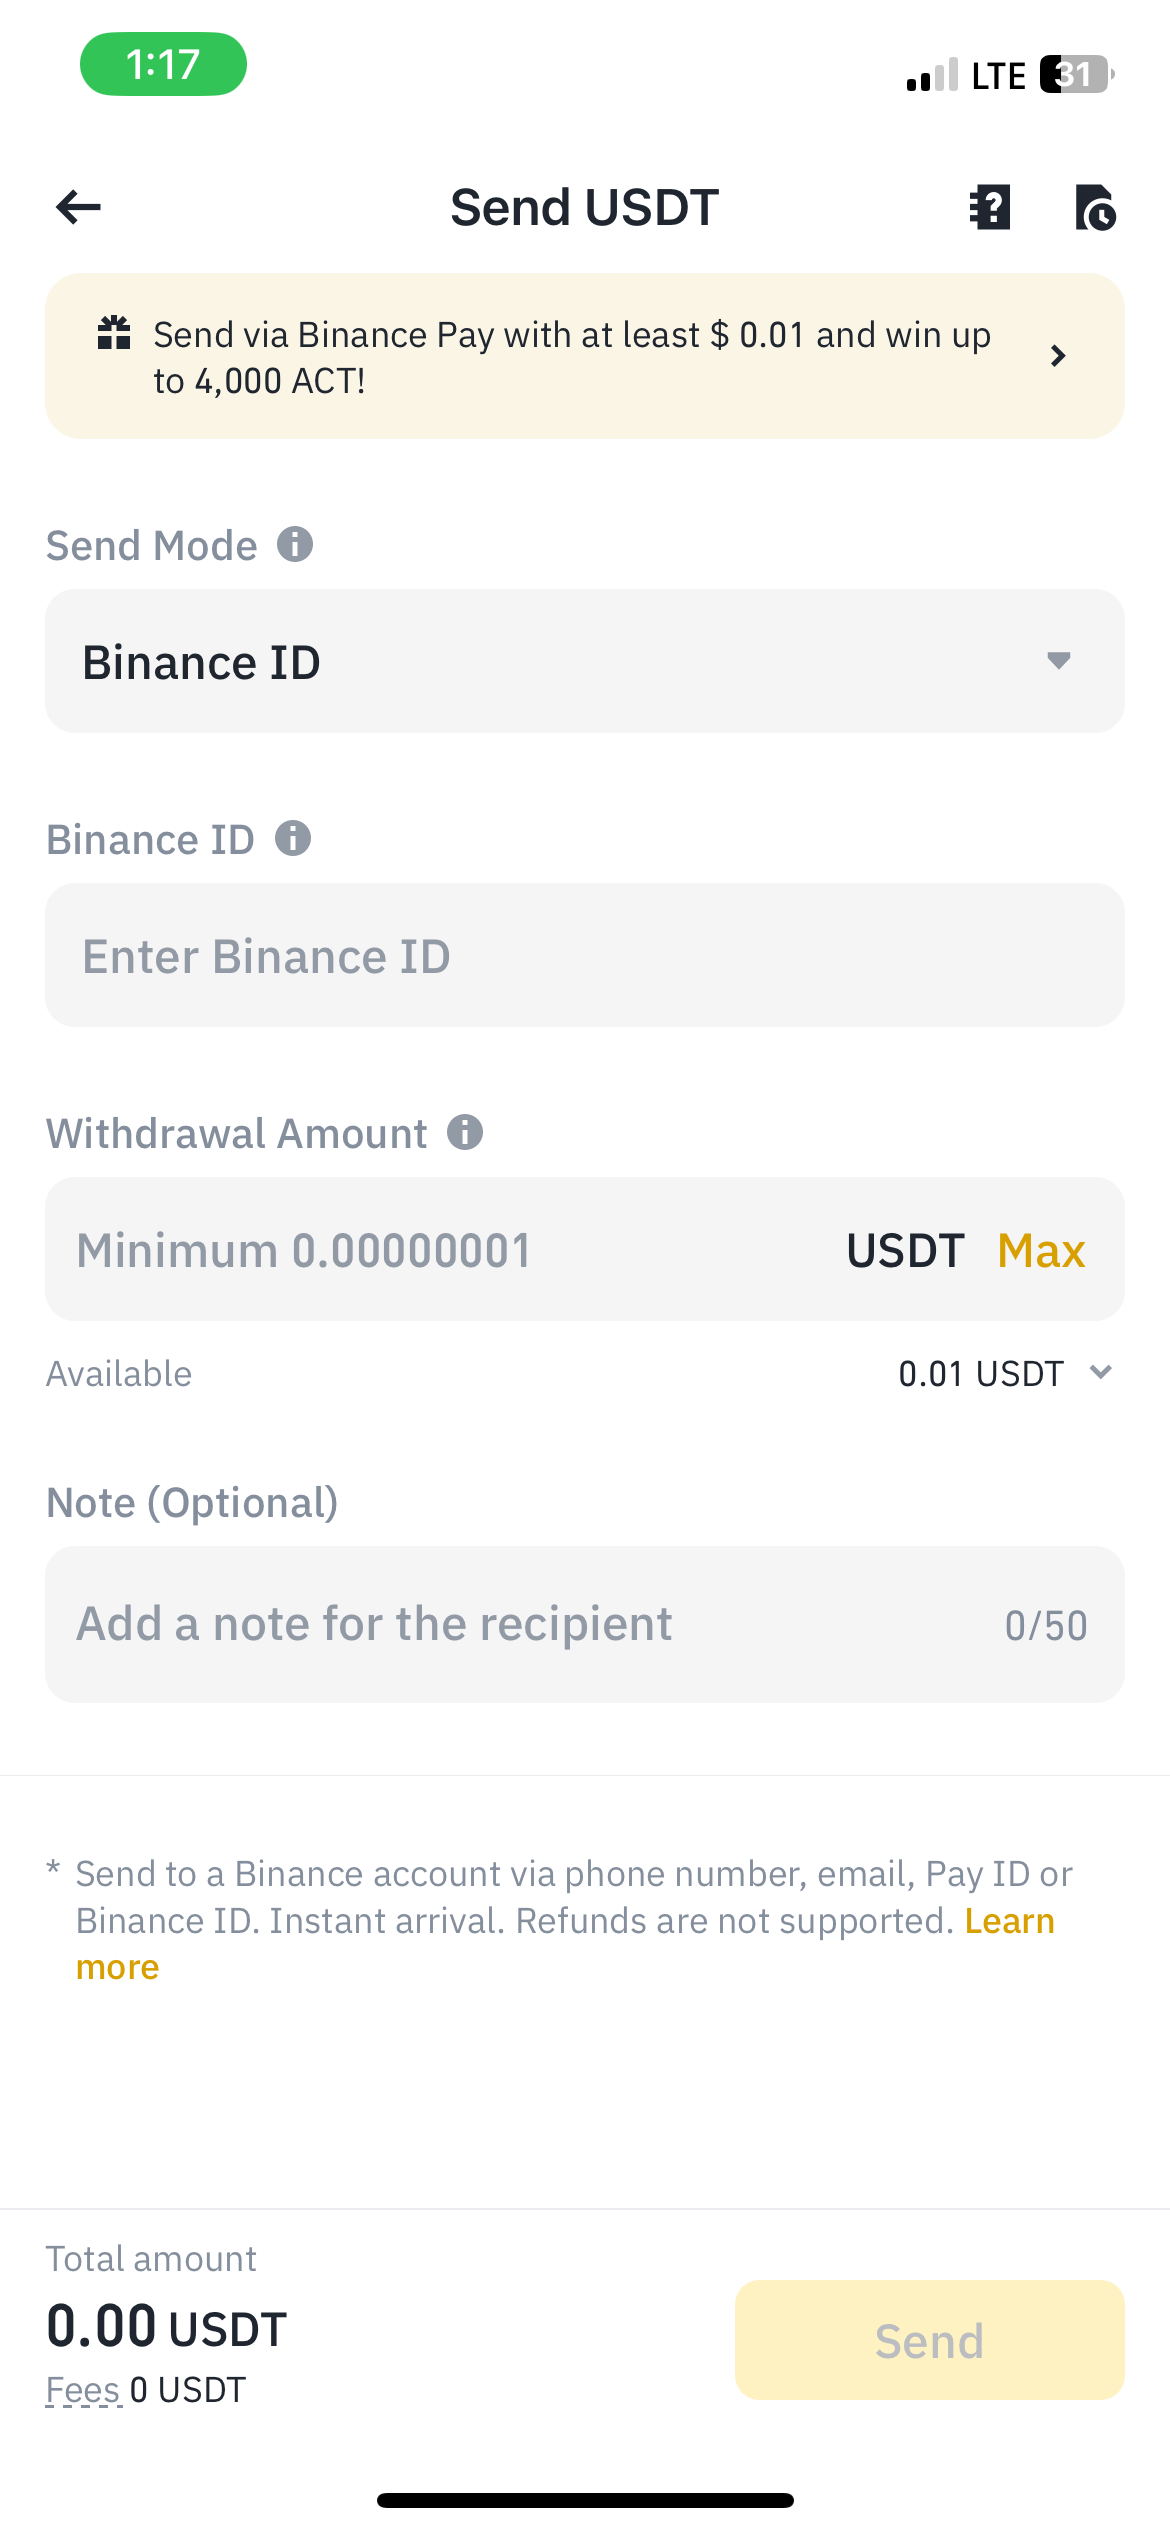 1:17
LTE 31
Send USDT
Send via Binance Pay with at least $ 0.01 and win up
to 4,000 ACT!
Send Mode
Binance ID
Binance ID
Enter Binance ID
Withdrawal Amount
Minimum 0.00000001 USDT Max
Available 0.01 USDT
Note (Optional)
Add a note for the recipient 0/50
* Send to a Binance account via phone number, email, Pay ID or
Binance ID. Instant arrival. Refunds are not supported. Learn
more
Total amount
0.00 USDT
Fees 0 USDT
Send